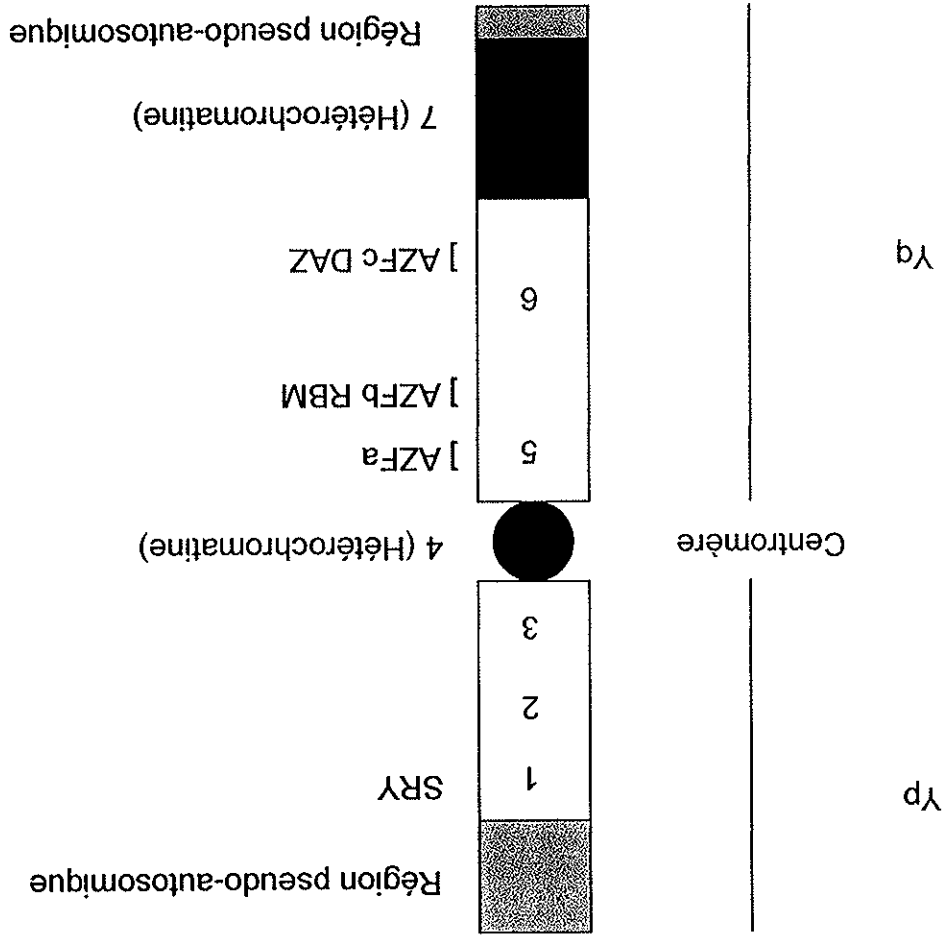 Région pseudo-autosomique
Yp
1 SRY
2
3
Centromère 4 (Hétérochromatine)
5 ] AZFa
] AZFb RBM
Yq
6
] AZFc DAZ
7 (Hétérochromatine)
Région pseudo-autosomique